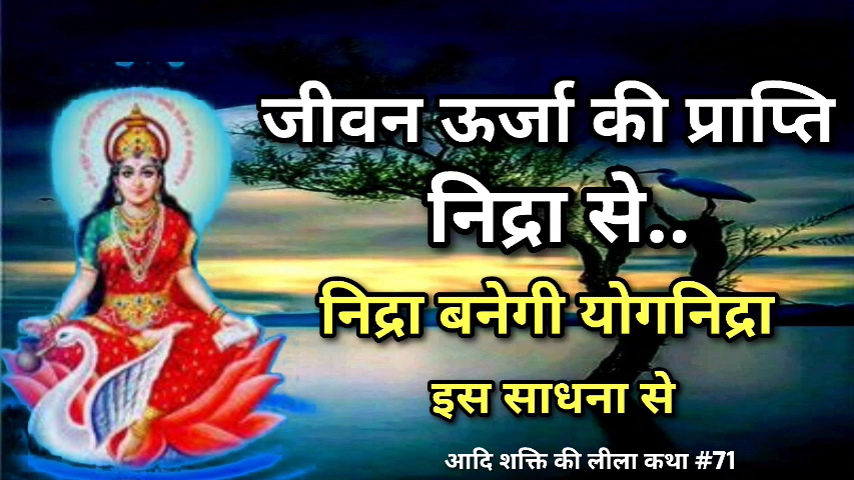 जीवन ऊर्जा की प्राप्ति
निद्रा से..
निद्रा बनेगी योगनिद्रा
इस साधना से
आदि शक्ति की लीला कथा #71